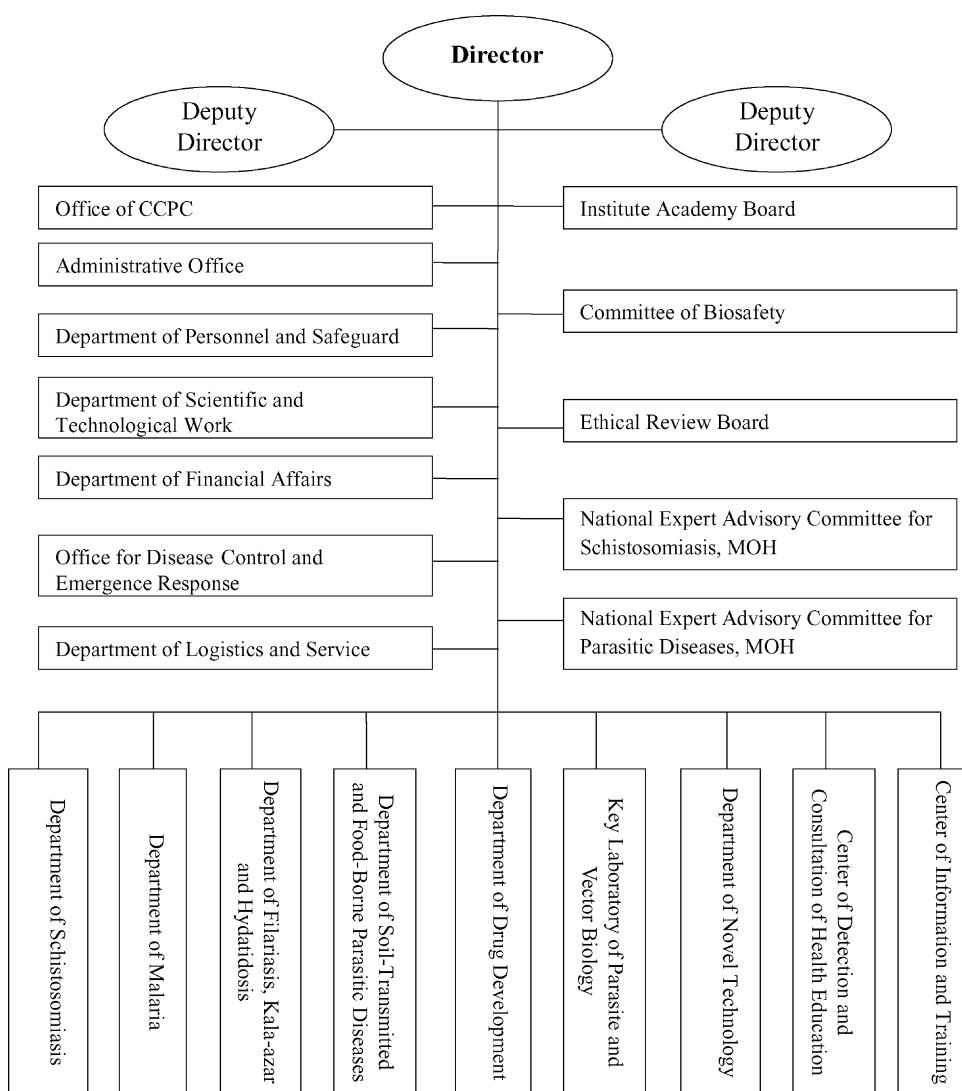 Director
Deputy
Director
Deputy
Director
Office of CCPC
Administrative Office
Department of Personnel and Safeguard
Department of Scientific and
Technological Work
Department of Financial Affairs
Office for Disease Control and
Emergence Response
Department of Logistics and Service
Institute Academy Board
Committee of Biosafety
Ethical Review Board
National Expert Advisory Committee for
Schistosomiasis, MOH
National Expert Advisory Committee for
Parasitic Diseases, MOH
Department of Schistosomiasis
Department of Malaria
Department of Filariasis, Kala-azar
and Hydatidosis
Department of Soil-Transmitted
and Food-Borne Parasitic Diseases
Department of Drug Development
Key Laboratory of Parasite and
Vector Biology
Department of Novel Technology
Center of Detection and
Consultation of Health Education
Center of Information and Training